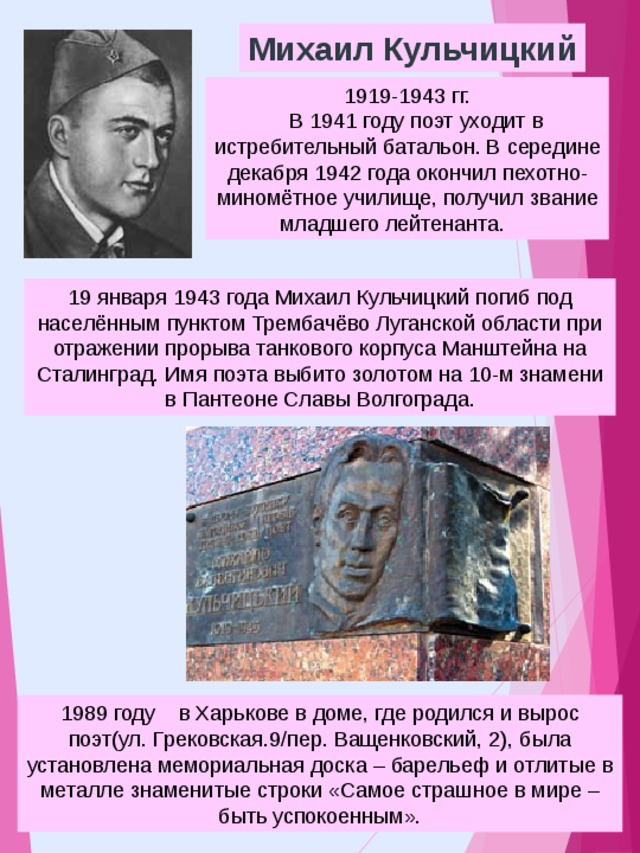 Михаил Кульчицкий
1919-1943 гг.
В 1941 году поэт уходит в
истребительный батальон. В середине
декабря 1942 года окончил пехотно-
миномётное училище, получил звание
младшего лейтенанта.
19 января 1943 года Михаил Кульчицкий погиб под
населённым пунктом Трембачёво Луганской области при
отражении прорыва танкового корпуса Манштейна на
Сталинград. Имя поэта выбито золотом на 10-м знамени
в Пантеоне Славы Волгограда.
КУЛЬЧИЦЬКИЙ
1989 году в Харькове в доме, где родился и вырос
поэт(ул. Грековская.9/пер. Ващенковский, 2), была
установлена мемориальная доска – барельеф и отлитые в
металле знаменитые строки «Самое страшное в мире –
быть успокоенным».